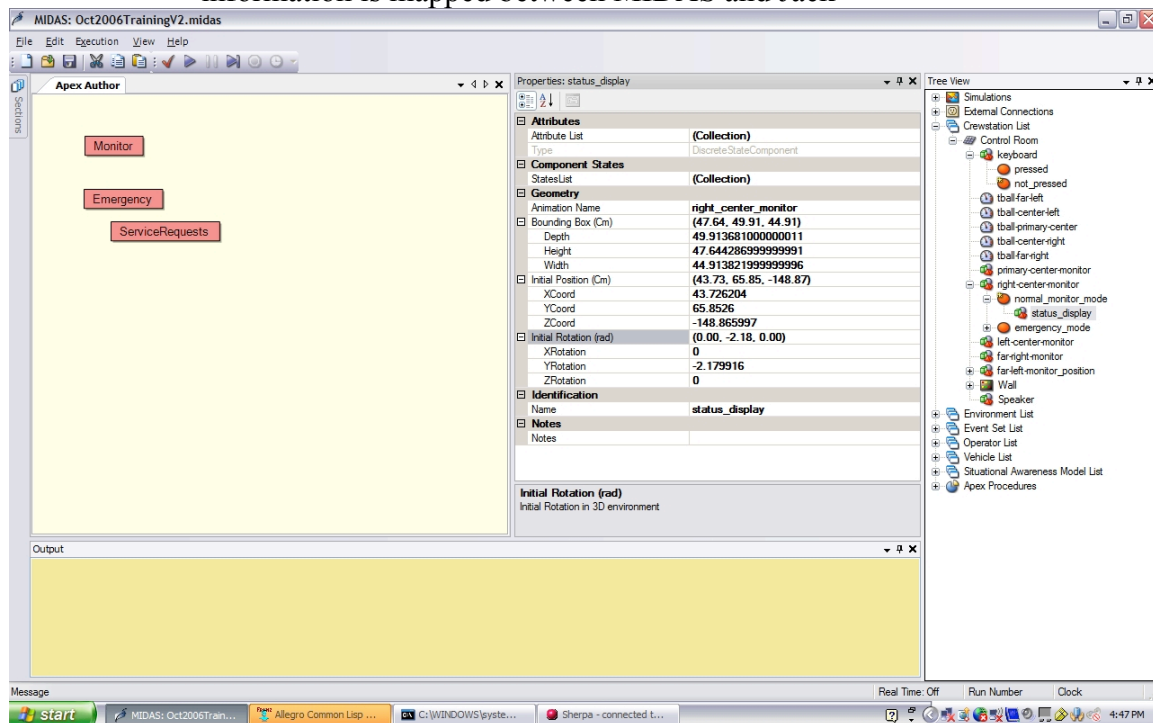 information is mapped between MIDAS and Jack
MIDAS: Oct2006TrainingV2.midas
File Edit Execution View Help
Sections
Apex Author
Monitor
Emergency
ServiceRequests
Properties: status_display
Attributes
Attribute List (Collection)
Type DiscreteStateComponent
Component States
StatesList (Collection)
Geometry
Animation Name right_center_monitor
Bounding Box (Cm) (47.64, 49.91, 44.91)
Depth 49.913681000000011
Height 47.644286999999991
Width 44.913821999999996
Initial Position (Cm) (43.73, 65.85, -148.87)
XCoord 43.726204
YCoord 65.8526
ZCoord -148.865997
Initial Rotation (rad) (0.00, -2.18, 0.00)
XRotation 0
YRotation -2.179916
ZRotation 0
Identification
Name status_display
Notes
Notes
Initial Rotation (rad)
Initial Rotation in 3D environment
Tree View
Simulations
External Connections
Crewstation List
Control Room
keyboard
pressed
not_pressed
tball-far-left
tball-center-left
tball-primary-center
tball-center-right
tball-far-right
primary-center-monitor
right-center-monitor
normal_monitor_mode
status_display
emergency_mode
left-center-monitor
far-right-monitor
far-left-monitor_position
Wall
Speaker
Environment List
Event Set List
Operator List
Vehicle List
Situational Awareness Model List
Apex Procedures
Output
Message Real Time: Off Run Number Clock
start MIDAS: Oct2006Train... Allegro Common Lisp ... C:\WINDOWS\syste... Sherpa - connected t... 4:47 PM